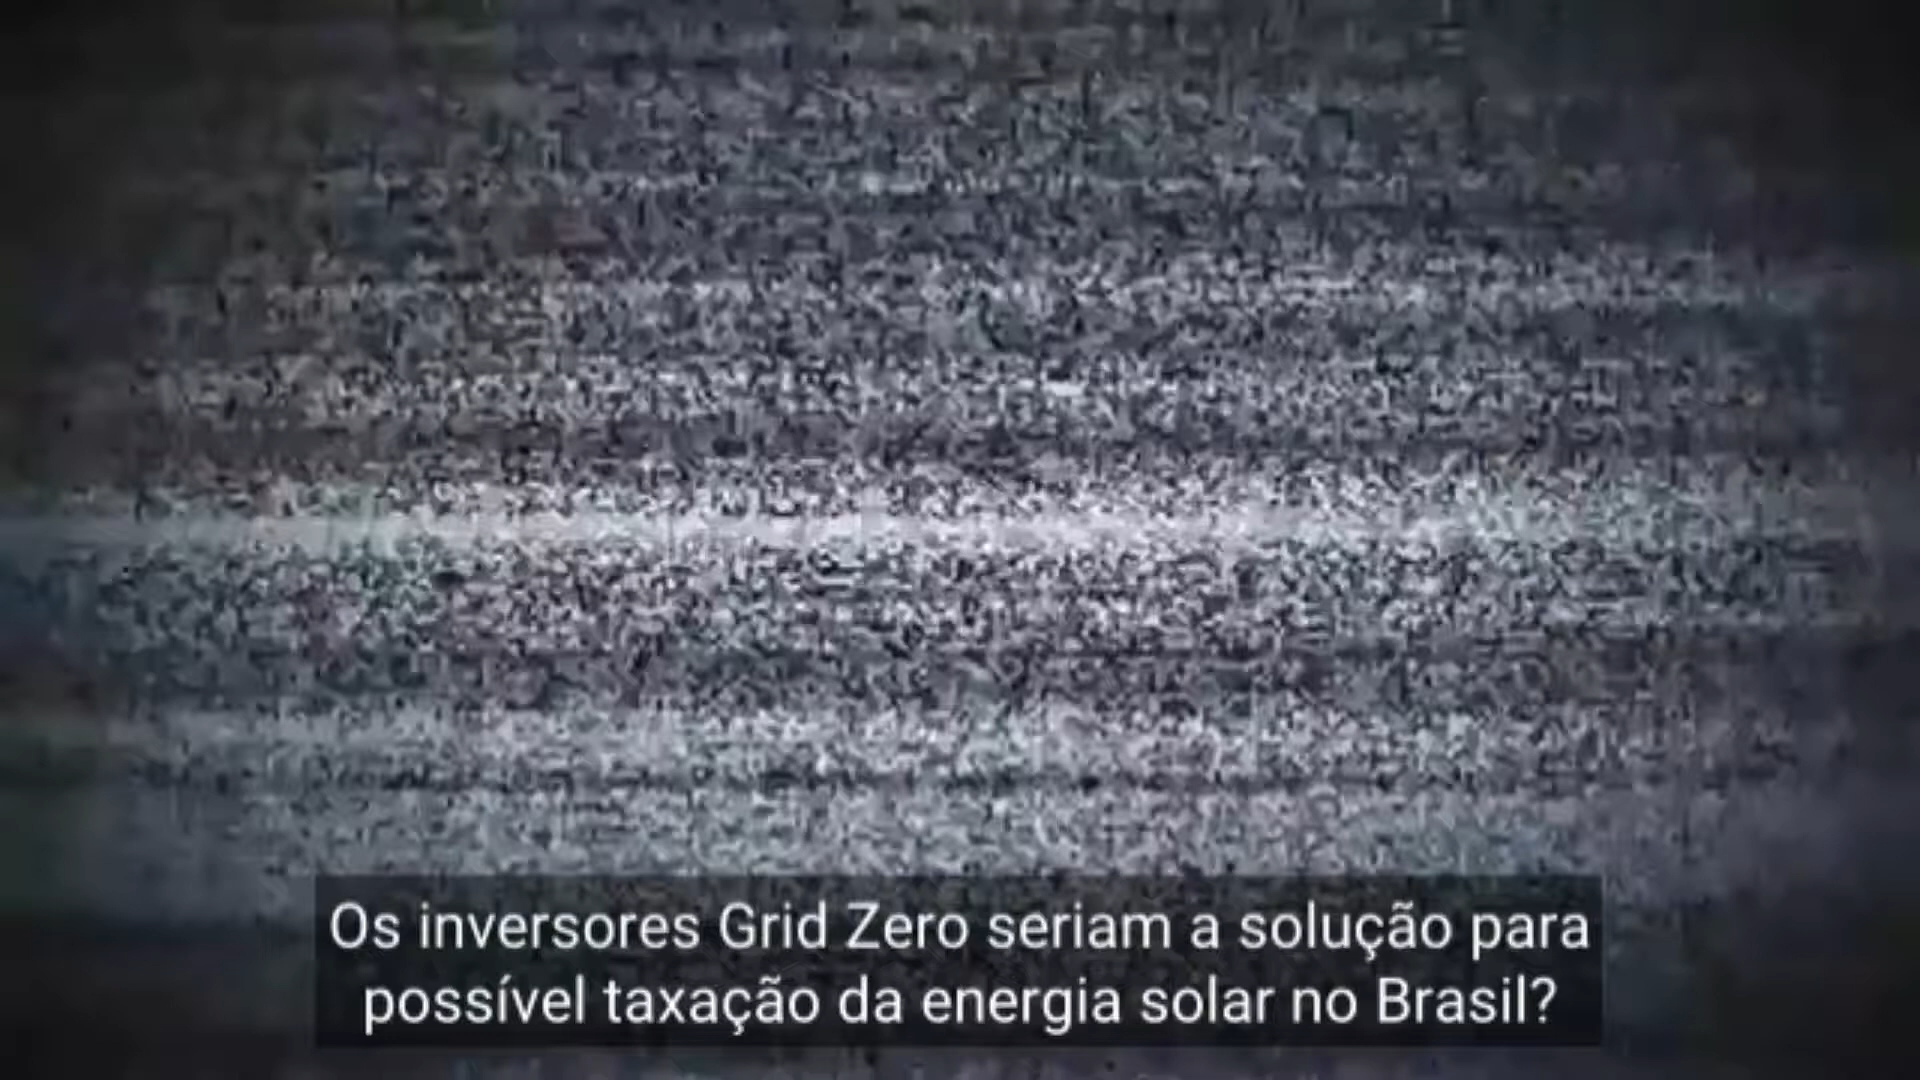 Os inversores Grid Zero seriam a solução para
possível taxação da energia solar no Brasil?